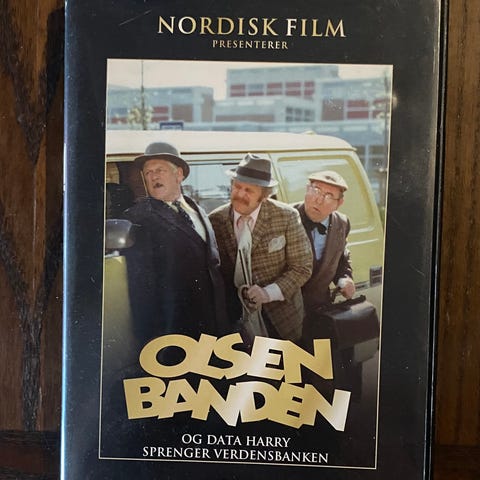 NORDISK FILM
PRESENTERER
OLSEN
BANDEN
OG DATA HARRY
SPRENGER VERDENSBANKEN